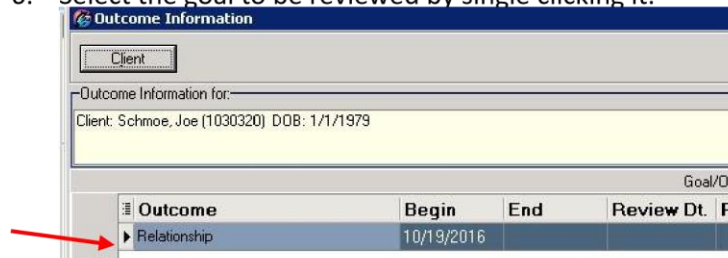 6. Select the goal to be reviewed by single clicking it.
Outcome Information
Client
Outcome Information for:
Client: Schmoe, Joe (1030320) DOB: 1/1/1979
Goal/O
Outcome Begin End Review Dt.
Relationship 10/19/2016